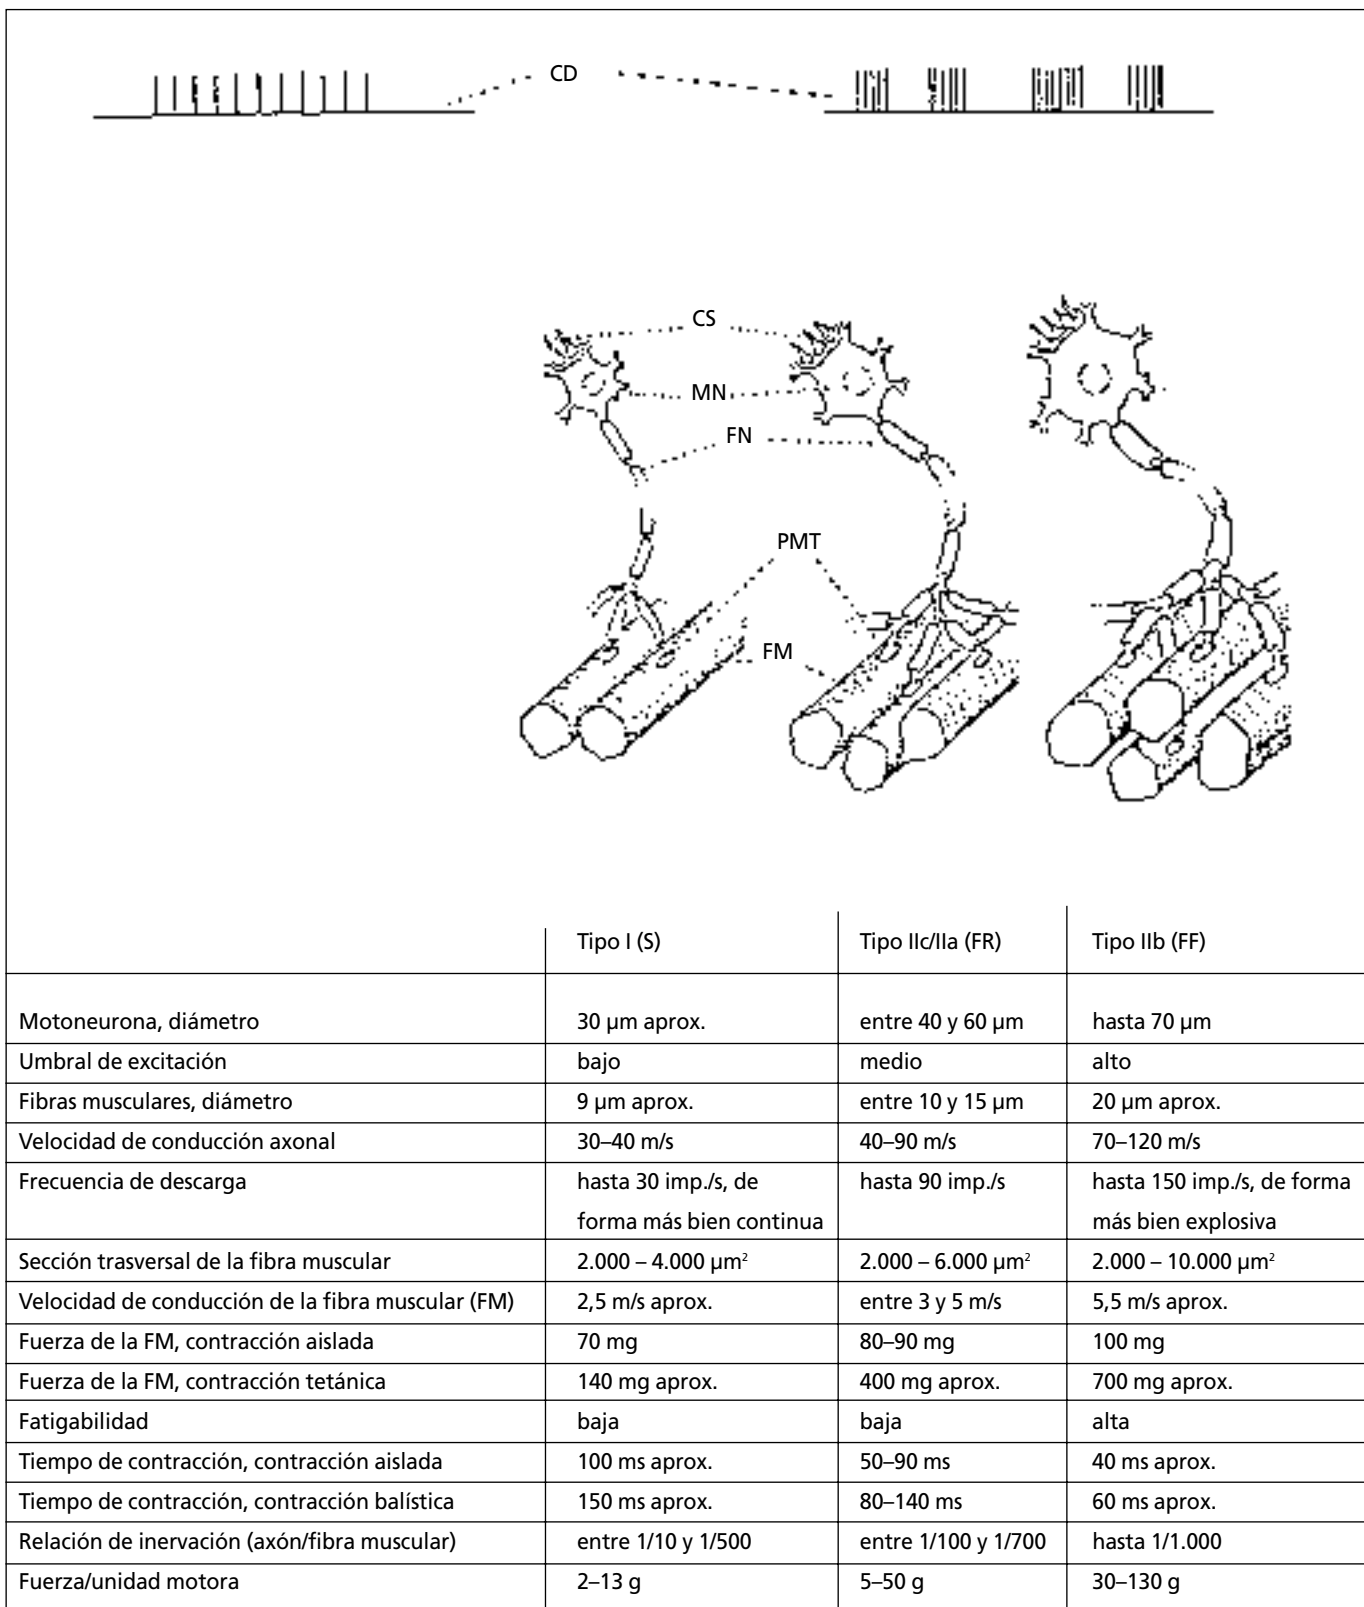 CD
CS
MN
FN
PMT
FM
Tipo I (S) Tipo IIc/IIa (FR) Tipo IIb (FF)
Motoneurona, diámetro 30 µm aprox. entre 40 y 60 µm hasta 70 µm
Umbral de excitación bajo medio alto
Fibras musculares, diámetro 9 µm aprox. entre 10 y 15 µm 20 µm aprox.
Velocidad de conducción axonal 30–40 m/s 40–90 m/s 70–120 m/s
Frecuencia de descarga hasta 30 imp./s, de hasta 90 imp./s hasta 150 imp./s, de forma
forma más bien continua más bien explosiva
Sección trasversal de la fibra muscular 2.000 – 4.000 µm² 2.000 – 6.000 µm² 2.000 – 10.000 µm²
Velocidad de conducción de la fibra muscular (FM) 2,5 m/s aprox. entre 3 y 5 m/s 5,5 m/s aprox.
Fuerza de la FM, contracción aislada 70 mg 80–90 mg 100 mg
Fuerza de la FM, contracción tetánica 140 mg aprox. 400 mg aprox. 700 mg aprox.
Fatigabilidad baja baja alta
Tiempo de contracción, contracción aislada 100 ms aprox. 50–90 ms 40 ms aprox.
Tiempo de contracción, contracción balística 150 ms aprox. 80–140 ms 60 ms aprox.
Relación de inervación (axón/fibra muscular) entre 1/10 y 1/500 entre 1/100 y 1/700 hasta 1/1.000
Fuerza/unidad motora 2–13 g 5–50 g 30–130 g